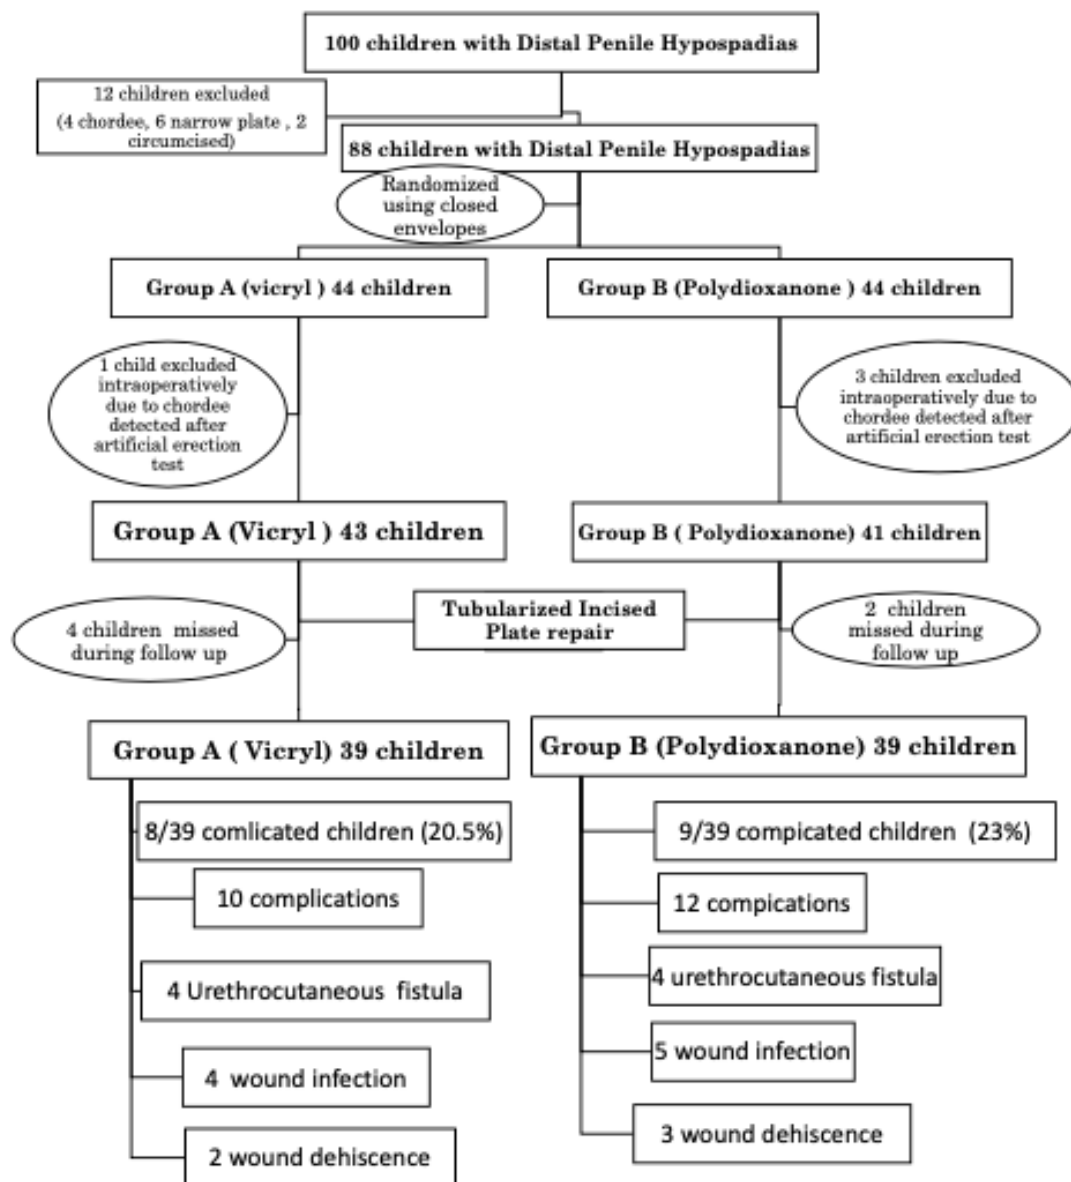 100 children with Distal Penile Hypospadias
12 children excluded
(4 chordee, 6 narrow plate , 2
circumcised)
88 children with Distal Penile Hypospadias
Randomized
using closed
envelopes
Group A (vicryl ) 44 children
Group B (Polydioxanone ) 44 children
1 child excluded
intraoperatively
due to chordee
detected after
artificial erection
test
3 children excluded
intraoperatively due to
chordee detected after
artificial erection test
Group A (Vicryl ) 43 children
Group B ( Polydioxanone) 41 children
Tubularized Incised
Plate repair
4 children missed
during follow up
2 children
missed during
follow up
Group A ( Vicryl) 39 children
Group B (Polydioxanone) 39 children
8/39 comlicated children (20.5%)
9/39 compicated children (23%)
10 complications
12 compications
4 Urethrocutaneous fistula
4 urethrocutaneous fistula
4 wound infection
5 wound infection
2 wound dehiscence
3 wound dehiscence